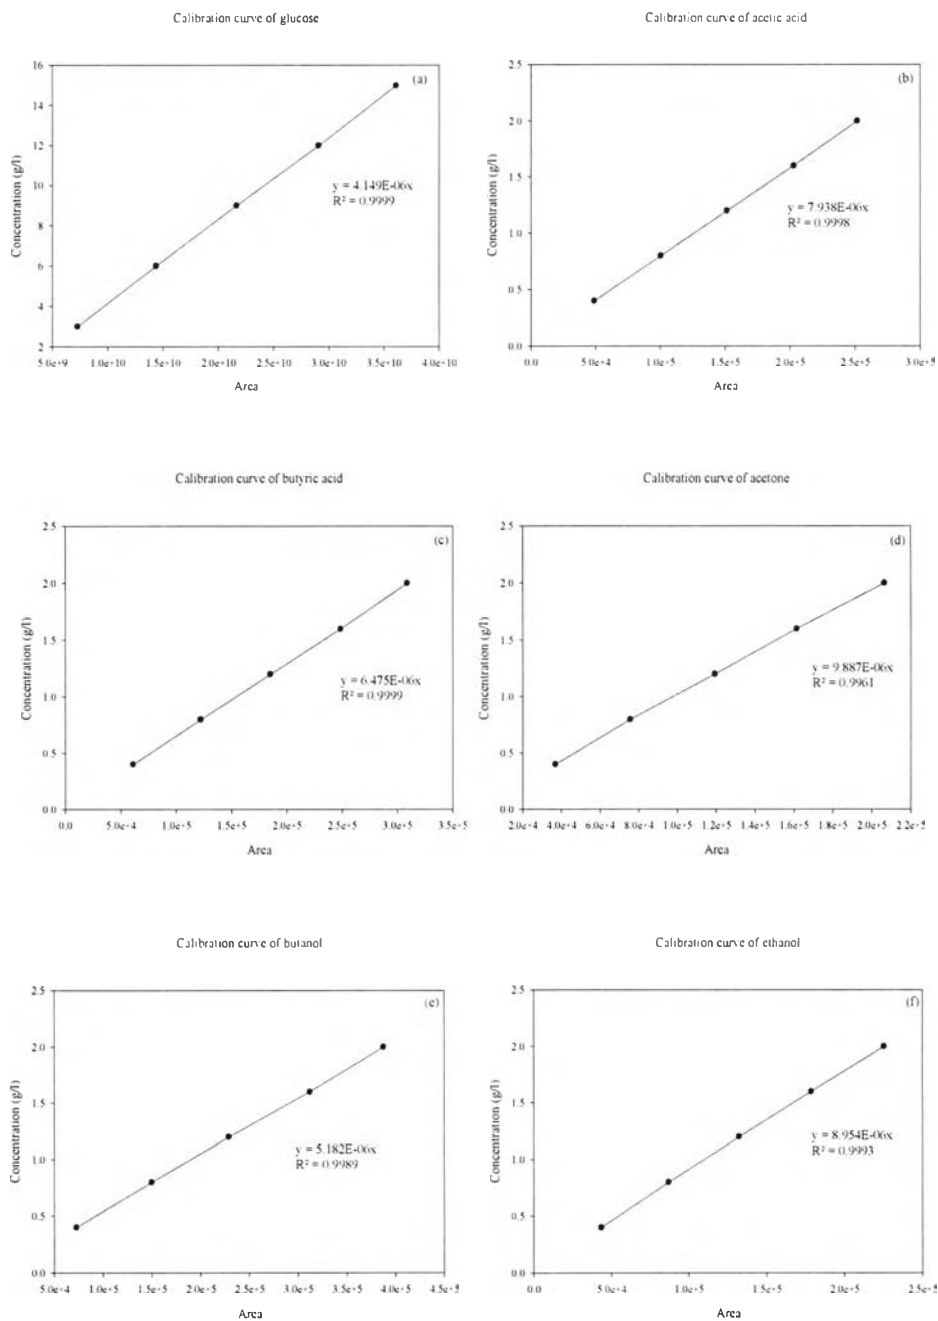 Calibration curve of glucose
(a)
16
14
12
10
8
6
4
2
Concentration (g/l)
y = 4.149E-06x
R² = 0.9999
5.0e+9 1.0e+10 1.5e+10 2.0e+10 2.5e+10 3.0e+10 3.5e+10 4.0e+10
Area
Calibration curve of acetic acid
(b)
2.5
2.0
1.5
1.0
0.5
0.0
Concentration (g/l)
y = 7.938E-06x
R² = 0.9998
0.0 5.0e+4 1.0e+5 1.5e+5 2.0e+5 2.5e+5 3.0e+5
Area
Calibration curve of butyric acid
(c)
2.5
2.0
1.5
1.0
0.5
0.0
Concentration (g/l)
y = 6.475E-06x
R² = 0.9999
0.0 5.0e+4 1.0e+5 1.5e+5 2.0e+5 2.5e+5 3.0e+5 3.5e+5
Area
Calibration curve of acetone
(d)
2.5
2.0
1.5
1.0
0.5
0.0
Concentration (g/l)
y = 9.887E-06x
R² = 0.9961
2.0e+4 4.0e+4 6.0e+4 8.0e+4 1.0e+5 1.2e+5 1.4e+5 1.6e+5 1.8e+5 2.0e+5 2.2e+5
Area
Calibration curve of butanol
(e)
2.5
2.0
1.5
1.0
0.5
0.0
Concentration (g/l)
y = 5.182E-06x
R² = 0.9989
5.0e+4 1.0e+5 1.5e+5 2.0e+5 2.5e+5 3.0e+5 3.5e+5 4.0e+5 4.5e+5
Area
Calibration curve of ethanol
(f)
2.5
2.0
1.5
1.0
0.5
0.0
Concentration (g/l)
y = 8.954E-06x
R² = 0.9993
0.0 5.0e+4 1.0e+5 1.5e+5 2.0e+5 2.5e+5
Area